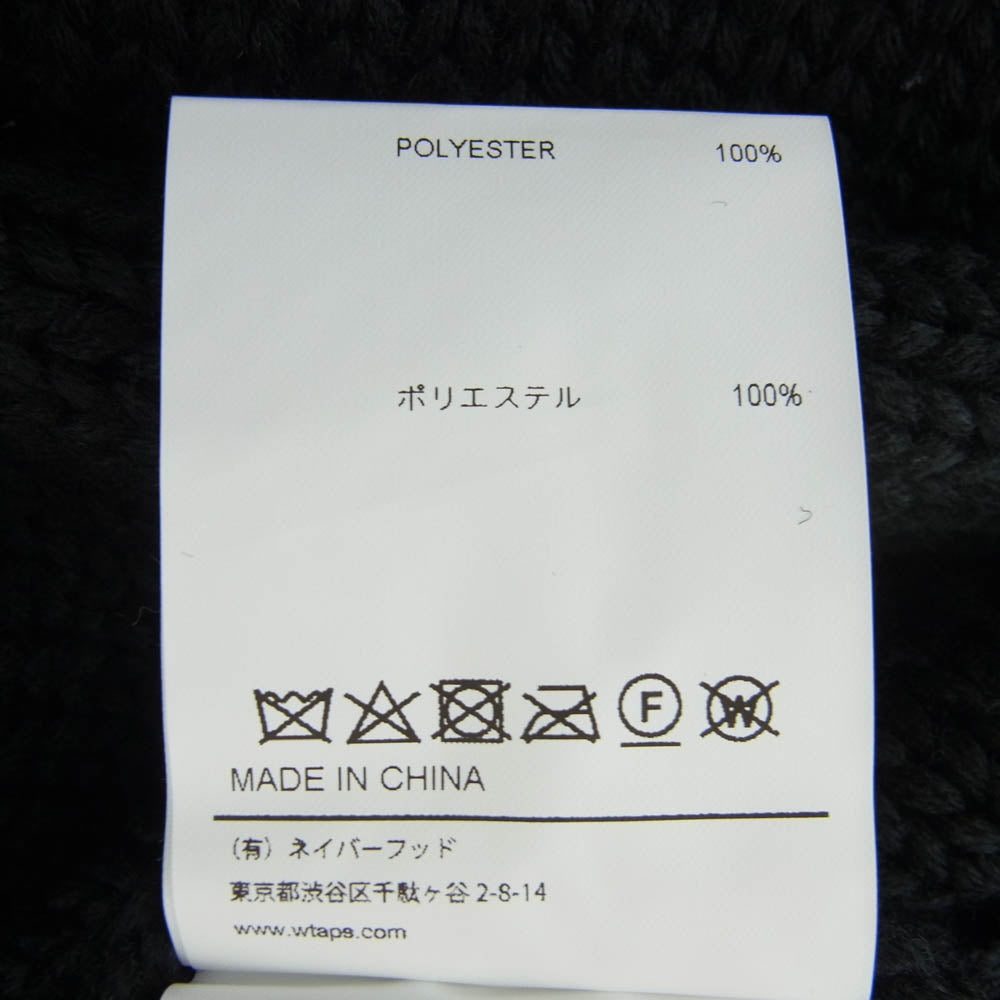 POLYESTER 100%
ポリエステル 100%
F W
MADE IN CHINA
（有）ネイバーフッド
東京都渋谷区千駄ヶ谷 2-8-14
www.wtaps.com